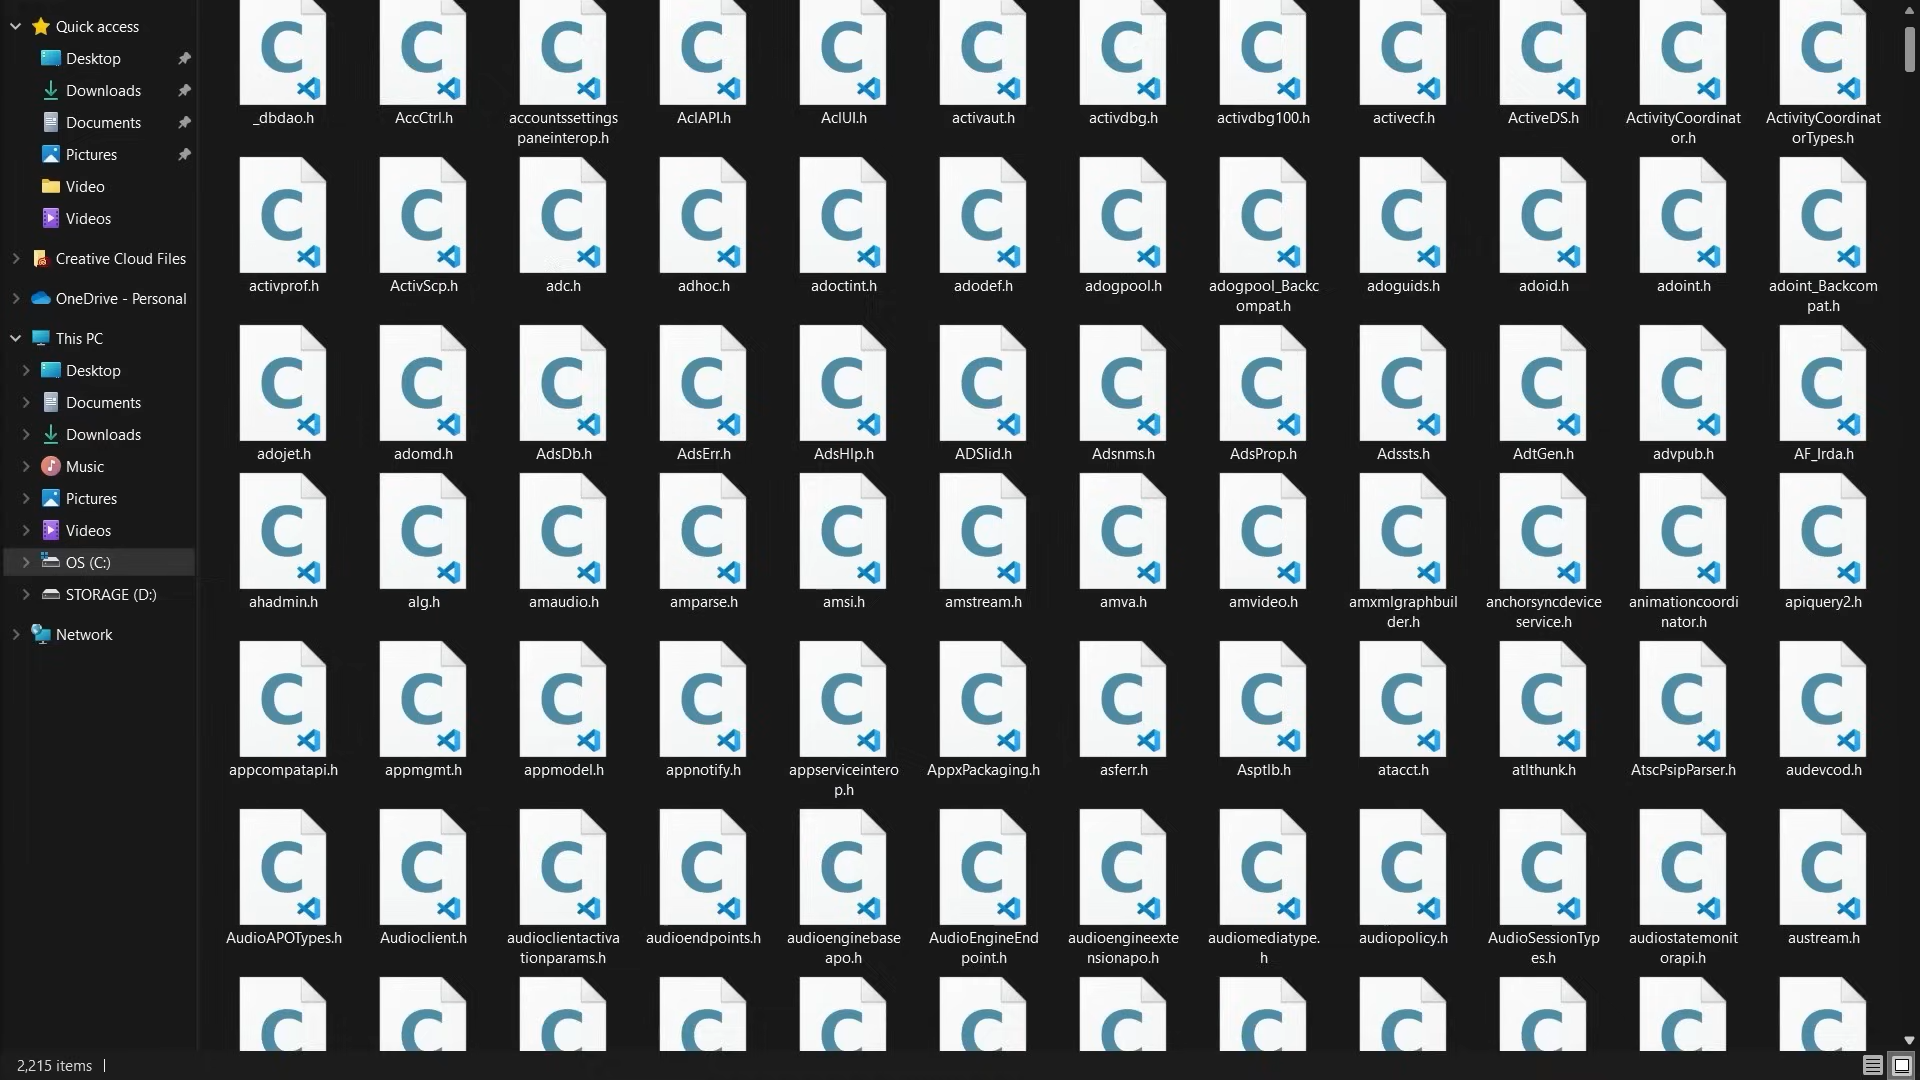 Quick access
Desktop
Downloads
Documents
Pictures
Video
Videos
Creative Cloud Files
OneDrive - Personal
This PC
Desktop
Documents
Downloads
Music
Pictures
Videos
OS (C:)
STORAGE (D:)
Network
_dbdao.h
AccCtrl.h
accountssettings
paneinterop.h
AclAPI.h
AclUI.h
activaut.h
activdbg.h
activdbg100.h
activecf.h
ActiveDS.h
ActivityCoordinat
or.h
ActivityCoordinat
orTypes.h
activprof.h
ActivScp.h
adc.h
adhoc.h
adoctint.h
adodef.h
adogpool.h
adogpool_Backc
ompat.h
adoguids.h
adoid.h
adoint.h
adoint_Backcom
pat.h
adojet.h
adomd.h
AdsDb.h
AdsErr.h
AdsHlp.h
ADSIid.h
Adsnms.h
AdsProp.h
Adssts.h
AdtGen.h
advpub.h
AF_Irda.h
ahadmin.h
alg.h
amaudio.h
amparse.h
amsi.h
amstream.h
amva.h
amvideo.h
amxmlgraphbuil
der.h
anchorsyncdevice
service.h
animationcoordi
nator.h
apiquery2.h
appcompatapi.h
appmgmt.h
appmodel.h
appnotify.h
appserviceintero
p.h
AppxPackaging.h
asferr.h
Asptlb.h
atacct.h
atlthunk.h
AtscPsipParser.h
audevcod.h
AudioAPOTypes.h
Audioclient.h
audioclientactiva
tionparams.h
audioendpoints.h
audioenginebase
apo.h
AudioEngineEnd
point.h
audioengineexte
nsionapo.h
audiomediatype.
h
audiopolicy.h
AudioSessionTyp
es.h
audiostatemonit
orapi.h
austream.h
2,215 items